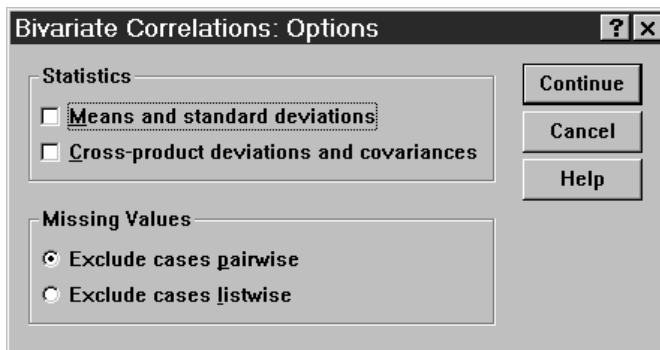 Bivariate Correlations: Options
Statistics
Means and standard deviations
Cross-product deviations and covariances
Missing Values
Exclude cases pairwise
Exclude cases listwise
Continue
Cancel
Help